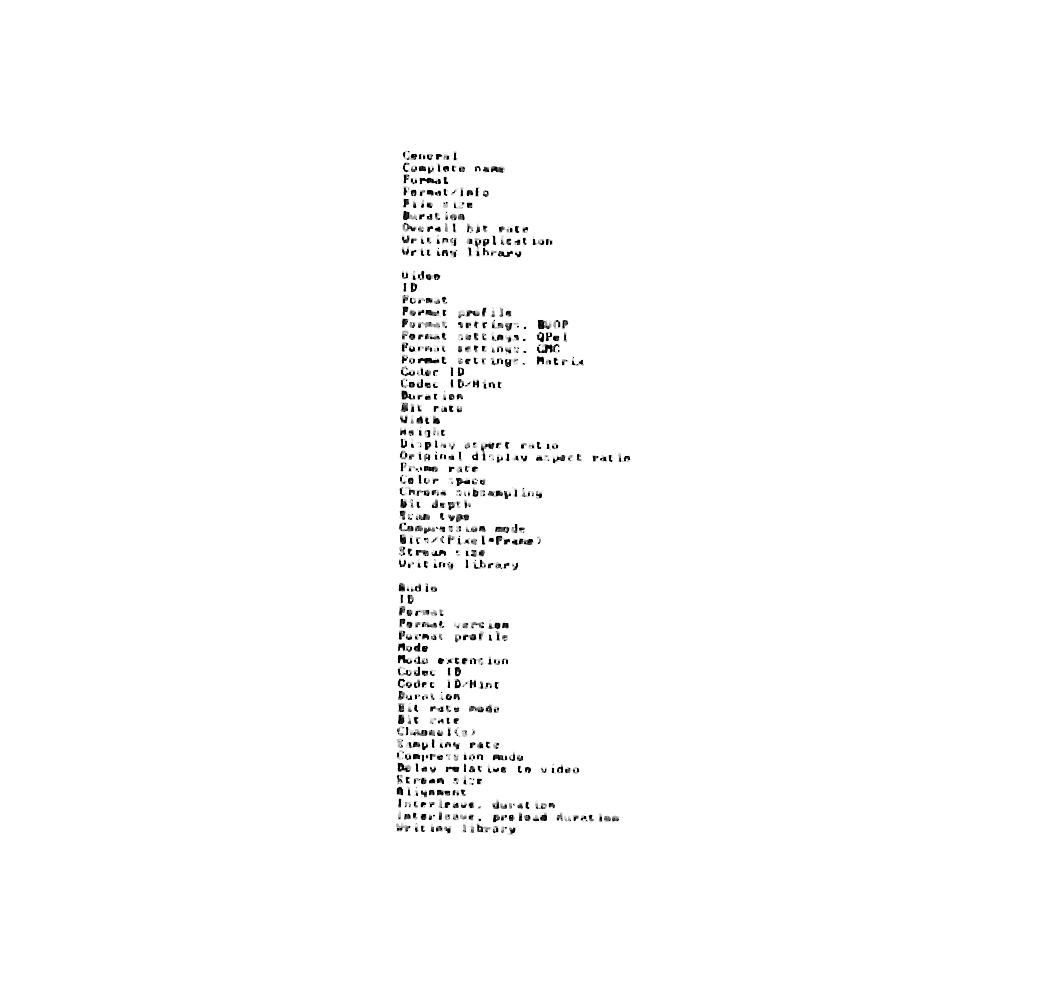 General
Complete name
Format
Format/Info
File size
Duration
Overall bit rate
Writing application
Writing library

Video
ID
Format
Format profile
Format settings, BVOP
Format settings, QPel
Format settings, GMC
Format settings, Matrix
Codec ID
Codec ID/Hint
Duration
Bit rate
Width
Height
Display aspect ratio
Original display aspect ratio
Frame rate
Color space
Chroma subsampling
Bit depth
Scan type
Compression mode
Bits/(Pixel*Frame)
Stream size
Writing library

Audio
ID
Format
Format version
Format profile
Mode
Mode extension
Codec ID
Codec ID/Hint
Duration
Bit rate mode
Bit rate
Channel(s)
Sampling rate
Compression mode
Delay relative to video
Stream size
Alignment
Interleave, duration
Interleave, preload duration
Writing library